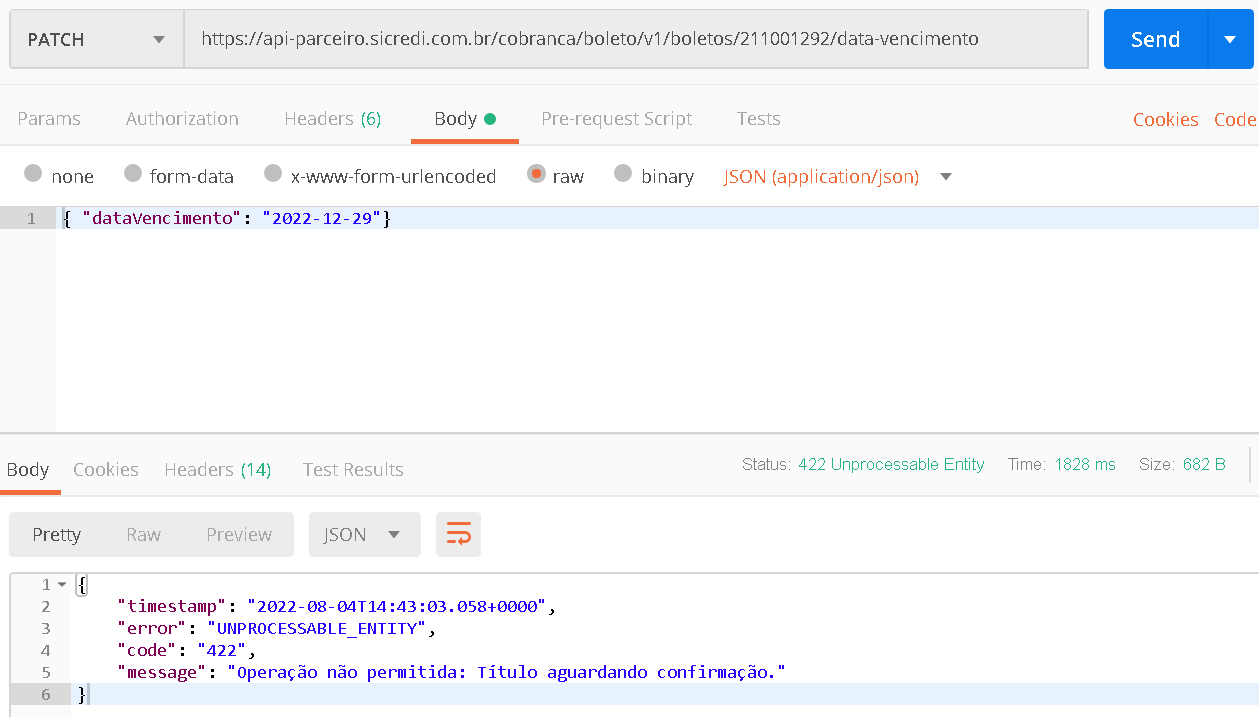 PATCH https://api-parceiro.sicredi.com.br/cobranca/boleto/v1/boletos/211001292/data-vencimento Send
Params Authorization Headers (6) Body Pre-request Script Tests Cookies Code
none form-data x-www-form-urlencoded raw binary JSON (application/json)
1 { "dataVencimento": "2022-12-29"}
Body Cookies Headers (14) Test Results Status: 422 Unprocessable Entity Time: 1828 ms Size: 682 B
Pretty Raw Preview JSON
1 {
2 "timestamp": "2022-08-04T14:43:03.058+0000",
3 "error": "UNPROCESSABLE_ENTITY",
4 "code": "422",
5 "message": "Operação não permitida: Título aguardando confirmação."
6 }